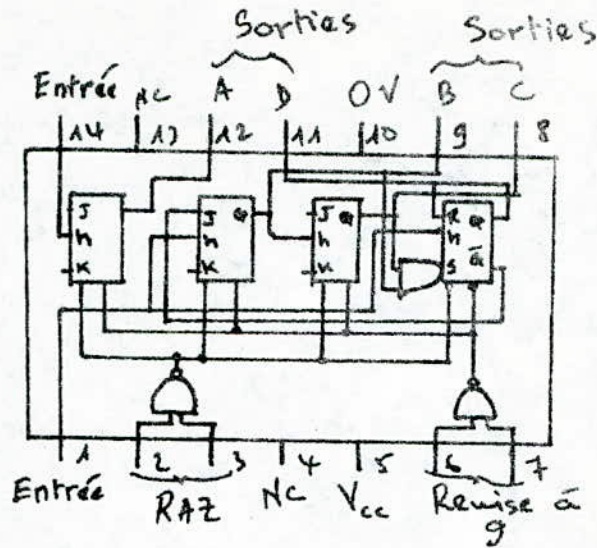 Sorties Sorties
Entrée NC A D 0V B C
14 13 12 11 10 9 8
J J Q J Q R Q
H H H H Q̄
K K K S
1 2 3 4 5 6 7
Entrée RAZ NC Vcc Remise à
9